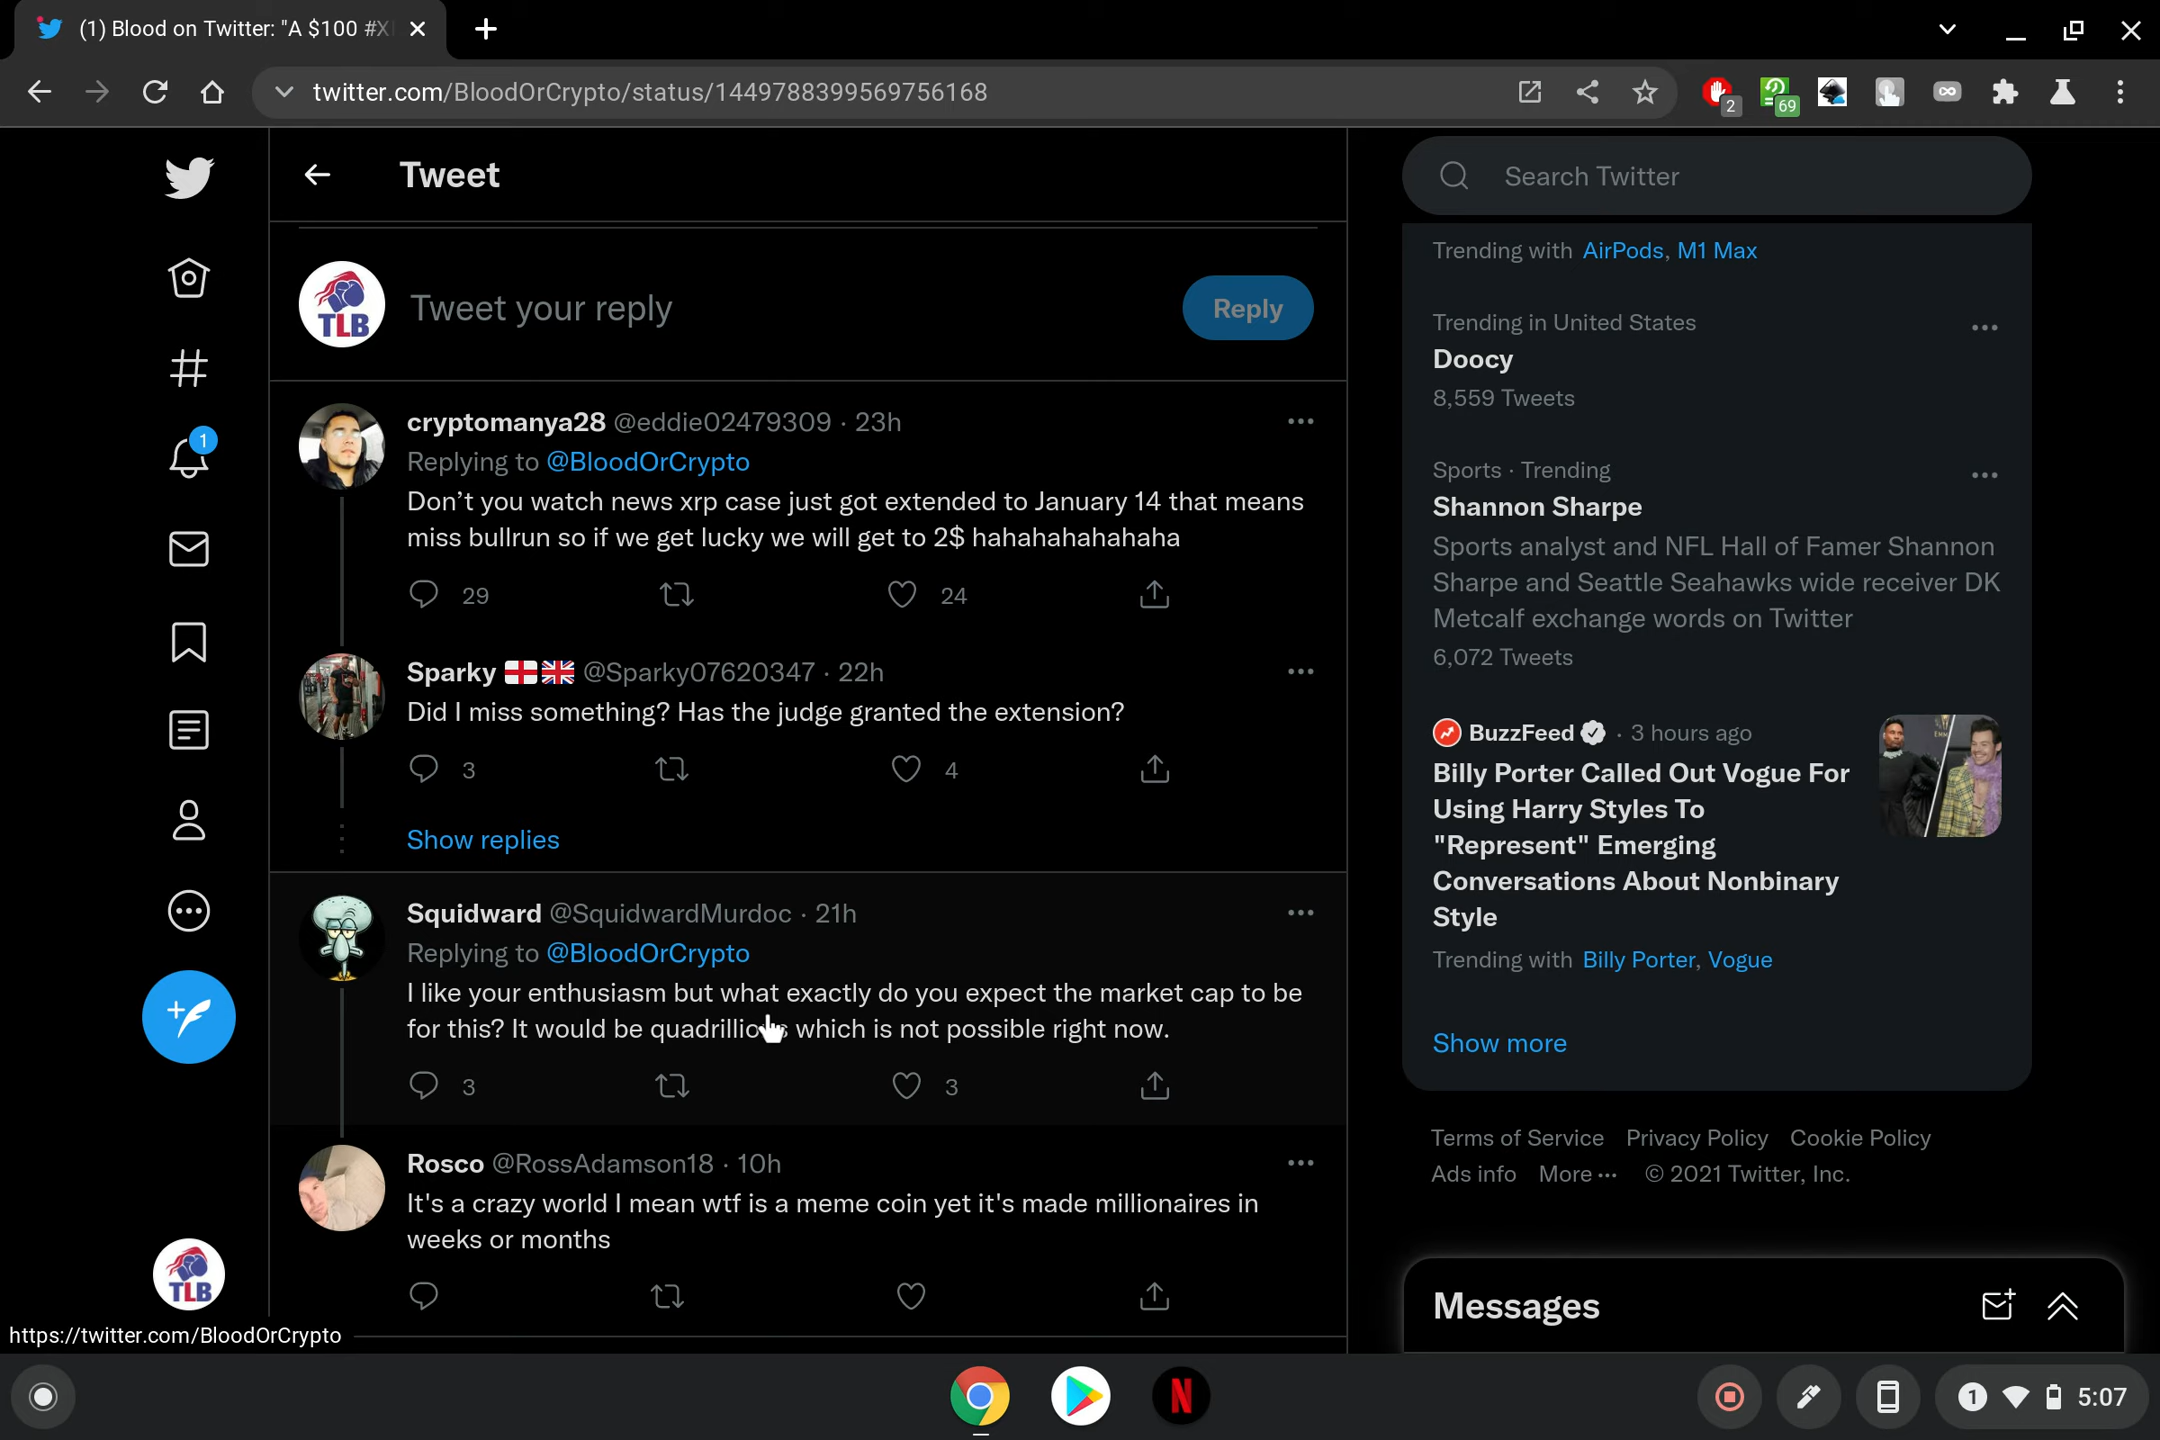 (1) Blood on Twitter: "A $100 #X
twitter.com/BloodOrCrypto/status/1449788399569756168
2
69
Tweet
Search Twitter
TLB
Tweet your reply
Reply
cryptomanya28 @eddie02479309 · 23h
Replying to @BloodOrCrypto
Don’t you watch news xrp case just got extended to January 14 that means
miss bullrun so if we get lucky we will get to 2$ hahahahahahaha
29
24
Sparky @Sparky07620347 · 22h
Did I miss something? Has the judge granted the extension?
3
4
Show replies
Squidward @SquidwardMurdoc · 21h
Replying to @BloodOrCrypto
I like your enthusiasm but what exactly do you expect the market cap to be
for this? It would be quadrillions which is not possible right now.
3
3
Rosco @RossAdamson18 · 10h
It's a crazy world I mean wtf is a meme coin yet it's made millionaires in
weeks or months
1
TLB
https://twitter.com/BloodOrCrypto
Trending with AirPods, M1 Max
Trending in United States
Doocy
8,559 Tweets
Sports · Trending
Shannon Sharpe
Sports analyst and NFL Hall of Famer Shannon
Sharpe and Seattle Seahawks wide receiver DK
Metcalf exchange words on Twitter
6,072 Tweets
BuzzFeed · 3 hours ago
Billy Porter Called Out Vogue For
Using Harry Styles To
"Represent" Emerging
Conversations About Nonbinary
Style
Trending with Billy Porter, Vogue
Show more
Terms of Service Privacy Policy Cookie Policy
Ads info More ··· © 2021 Twitter, Inc.
Messages
N
1
5:07